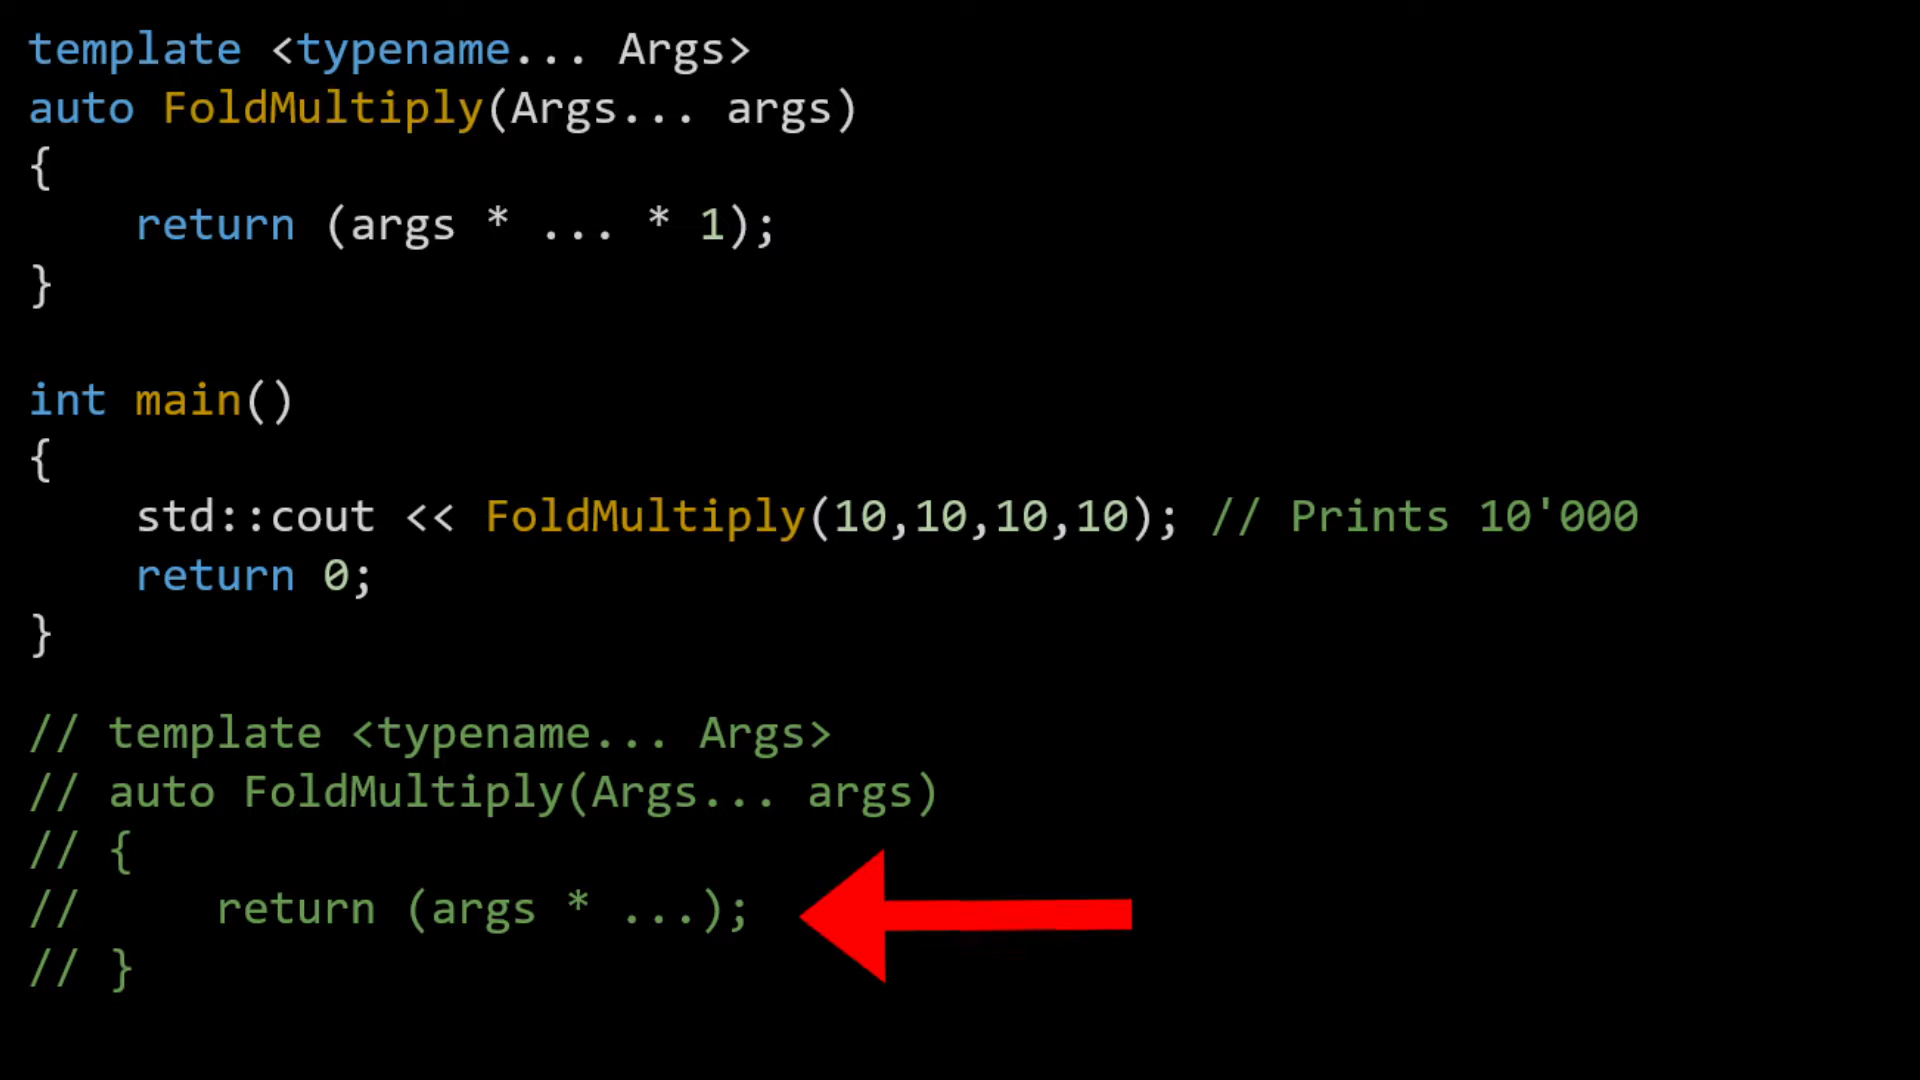 template <typename... Args>
auto FoldMultiply(Args... args)
{
    return (args * ... * 1);
}

int main()
{
    std::cout << FoldMultiply(10,10,10,10); // Prints 10'000
    return 0;
}

// template <typename... Args>
// auto FoldMultiply(Args... args)
// {
//     return (args * ...);
// }